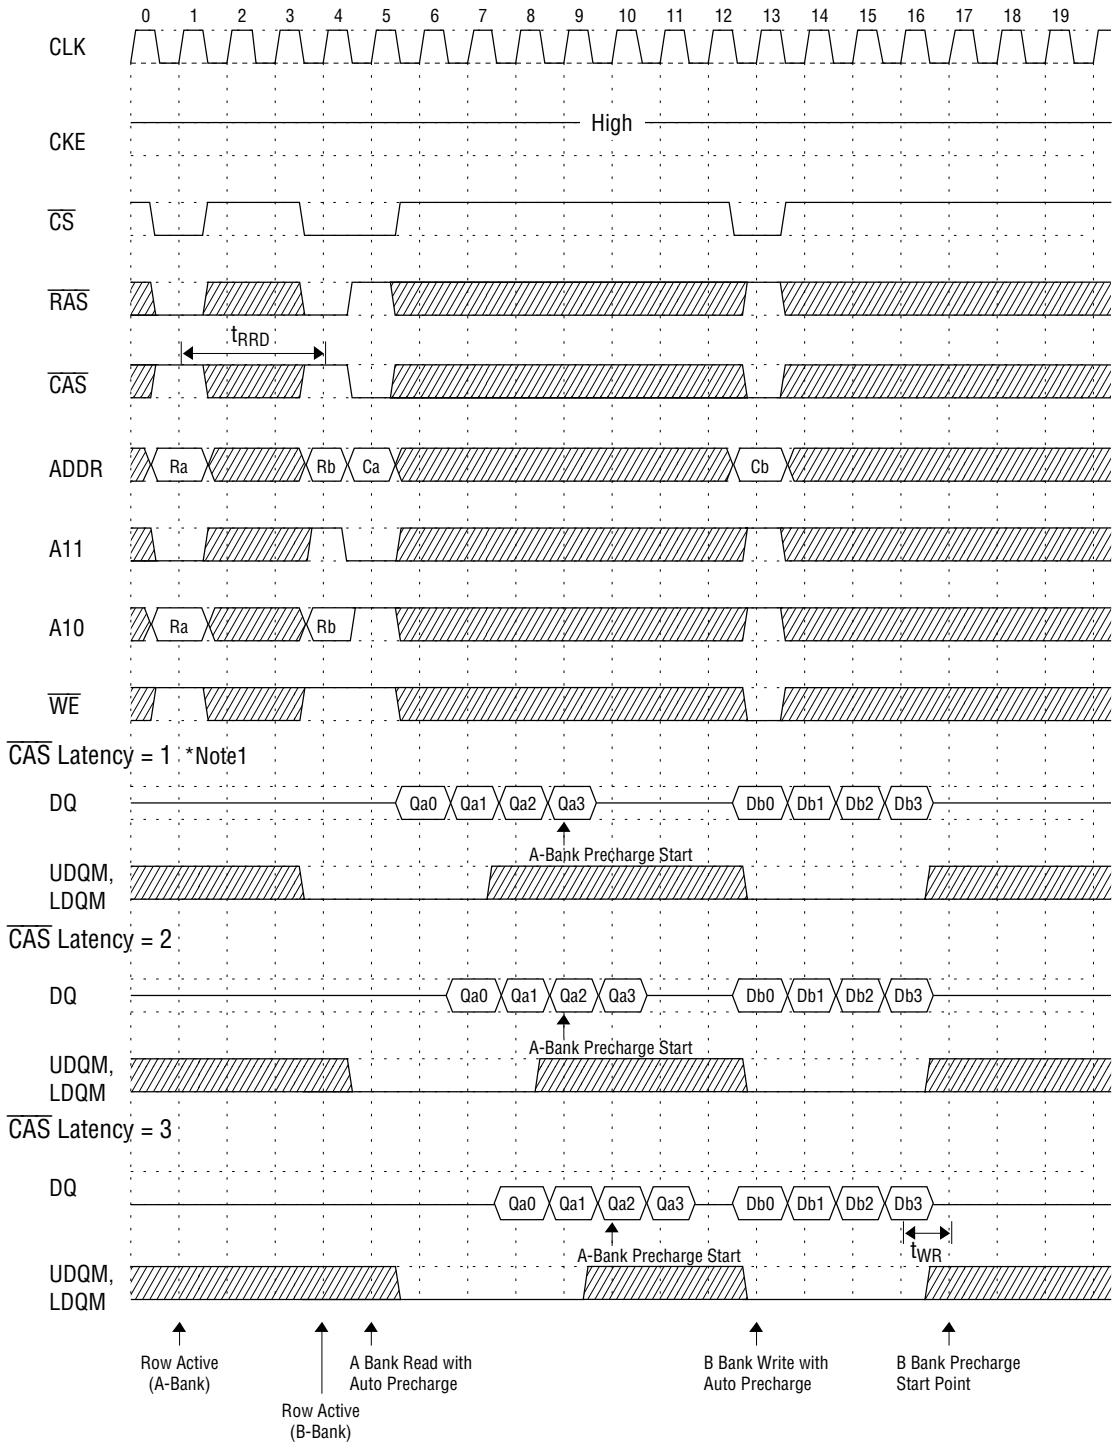 0 1 2 3 4 5 6 7 8 9 10 11 12 13 14 15 16 17 18 19
CLK
High
CKE
CS
RAS
tRRD
CAS
ADDR Ra Rb Ca Cb
A11
A10 Ra Rb
WE
CAS Latency = 1 *Note1
DQ Qa0 Qa1 Qa2 Qa3 Db0 Db1 Db2 Db3
A-Bank Precharge Start
UDQM,
LDQM
CAS Latency = 2
DQ Qa0 Qa1 Qa2 Qa3 Db0 Db1 Db2 Db3
A-Bank Precharge Start
UDQM,
LDQM
CAS Latency = 3
DQ Qa0 Qa1 Qa2 Qa3 Db0 Db1 Db2 Db3
A-Bank Precharge Start tWR
UDQM,
LDQM
Row Active
(A-Bank)
Row Active
(B-Bank)
A Bank Read with
Auto Precharge
B Bank Write with
Auto Precharge
B Bank Precharge
Start Point